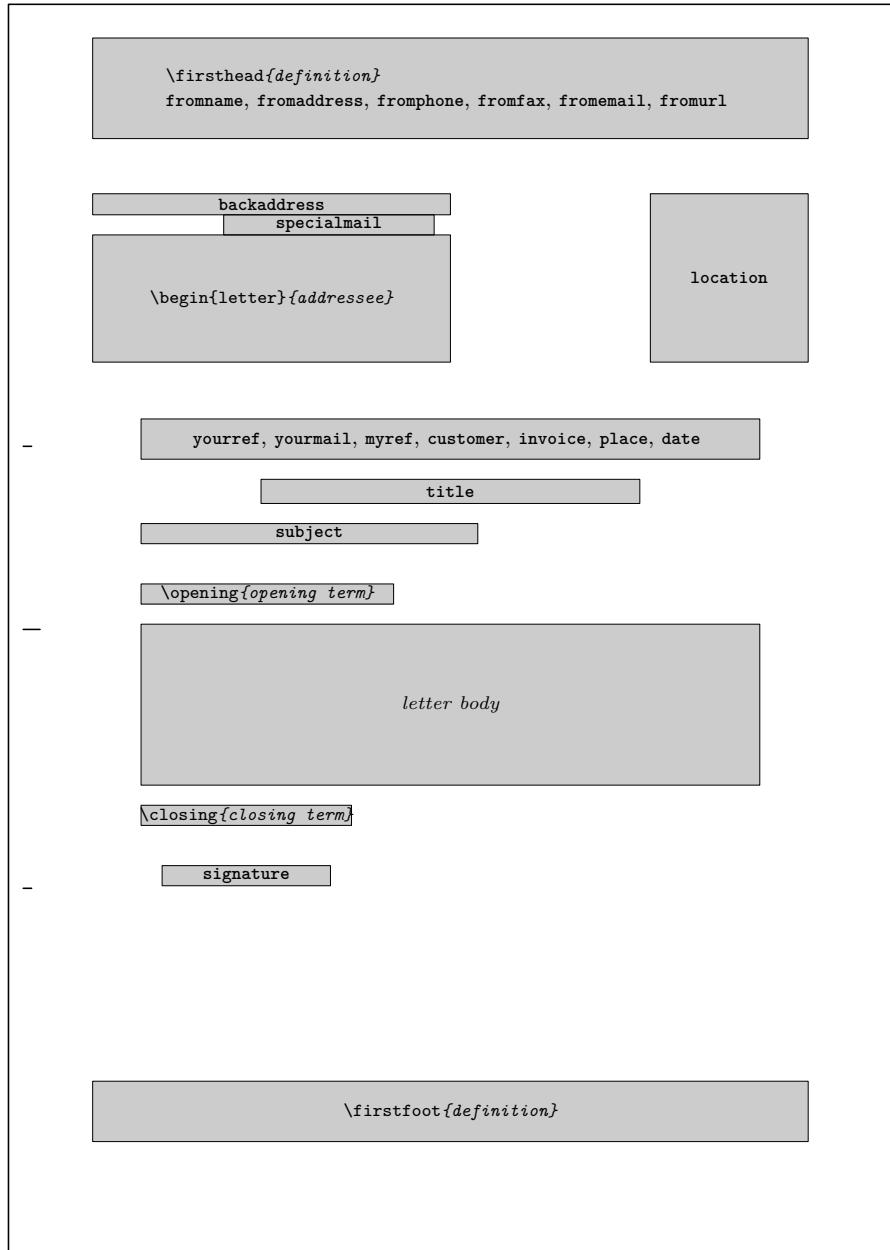 \firsthead{definition}
fromname, fromaddress, fromphone, fromfax, fromemail, fromurl
backaddress
specialmail
\begin{letter}{addressee}
location
yourref, yourmail, myref, customer, invoice, place, date
title
subject
\opening{opening term}
letter body
\closing{closing term}
signature
\firstfoot{definition}